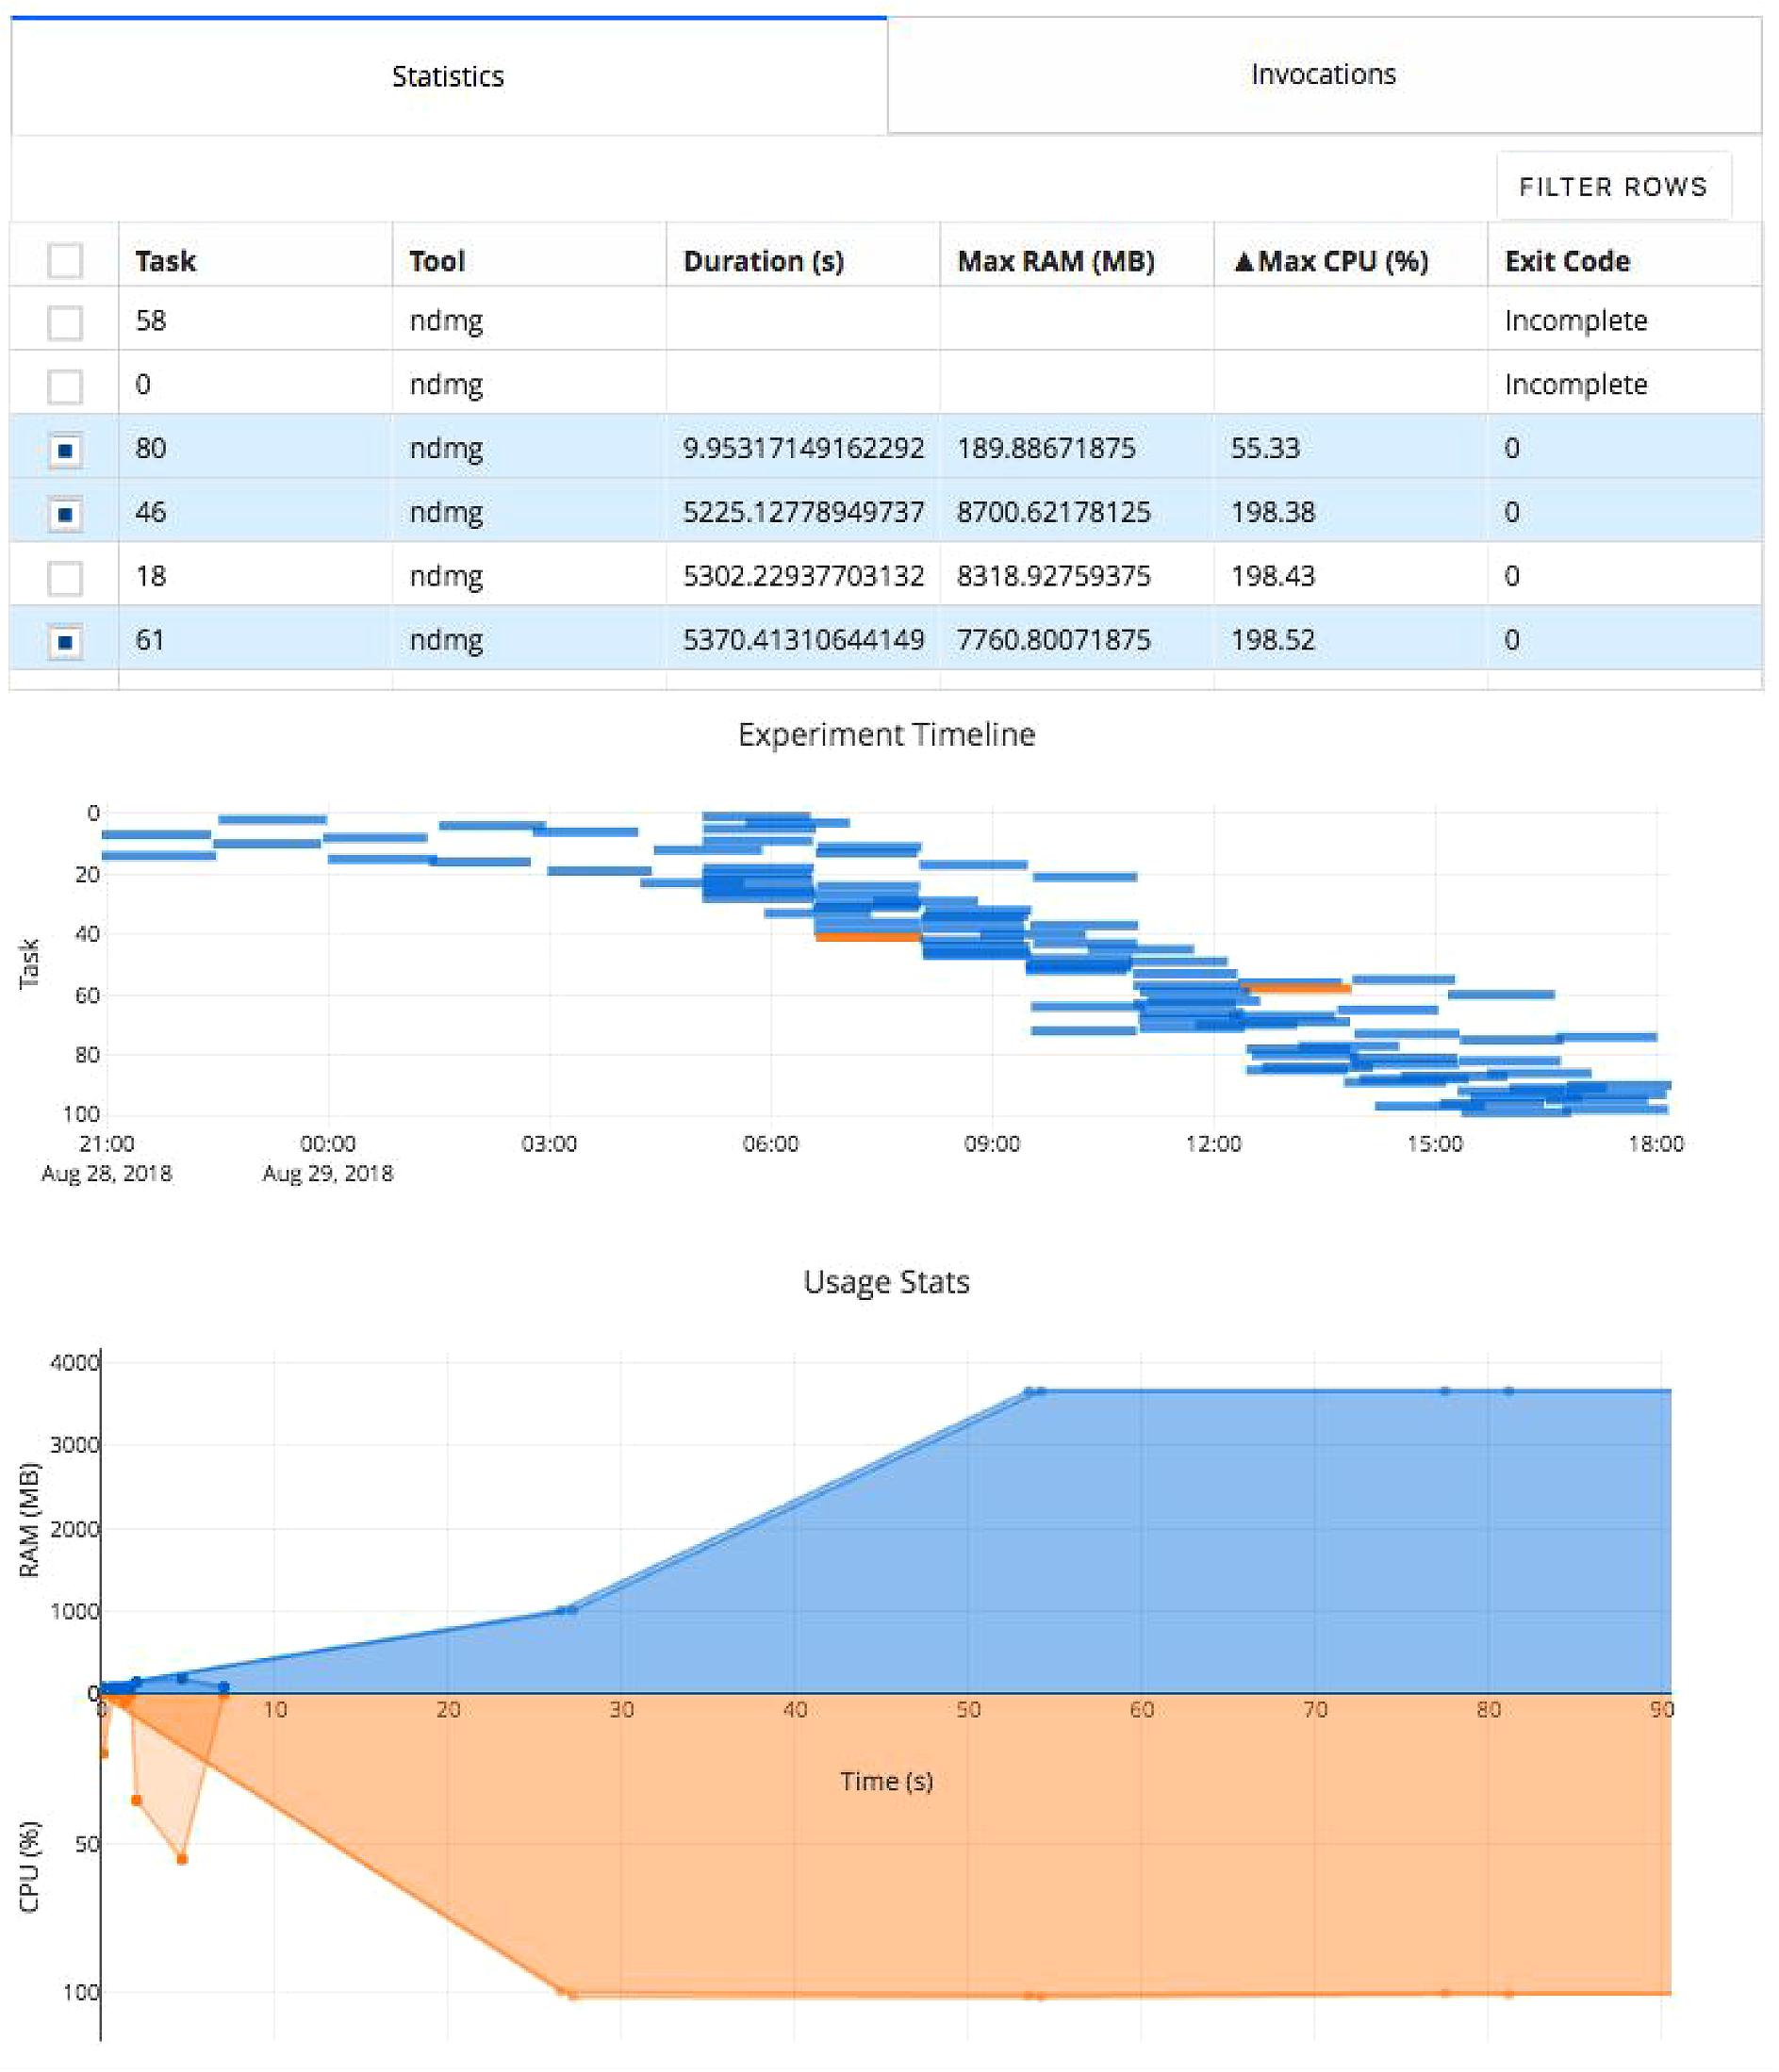 Statistics
Invocations
FILTER ROWS
Task Tool Duration (s) Max RAM (MB) ▲Max CPU (%) Exit Code
58 ndmg Incomplete
0 ndmg Incomplete
80 ndmg 9.95317149162292 189.88671875 55.33 0
46 ndmg 5225.12778949737 8700.62178125 198.38 0
18 ndmg 5302.22937703132 8318.92759375 198.43 0
61 ndmg 5370.41310644149 7760.80071875 198.52 0
Experiment Timeline
Task
0
20
40
60
80
100
21:00 00:00 03:00 06:00 09:00 12:00 15:00 18:00
Aug 28, 2018 Aug 29, 2018
Usage Stats
RAM (MB)
4000
3000
2000
1000
0
0 10 20 30 40 50 60 70 80 90
Time (s)
CPU (%)
50
100